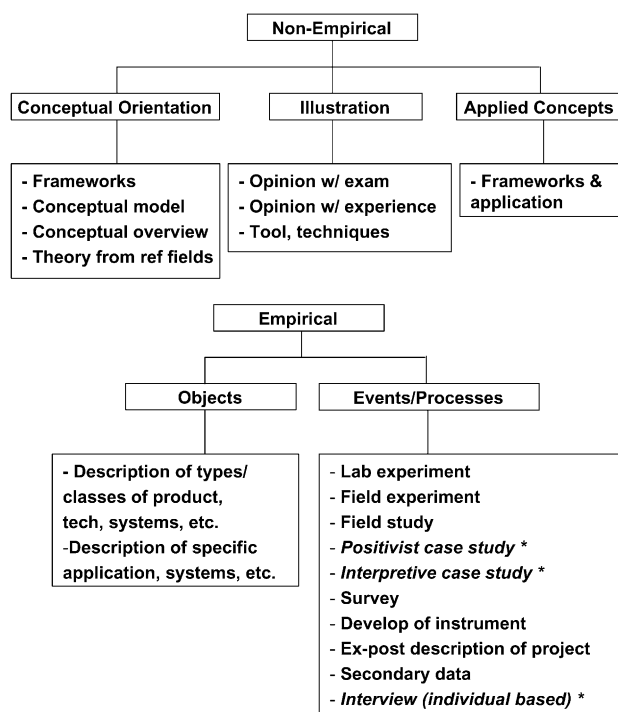 Non-Empirical
Conceptual Orientation
Illustration
Applied Concepts
- Frameworks
- Conceptual model
- Conceptual overview
- Theory from ref fields
- Opinion w/ exam
- Opinion w/ experience
- Tool, techniques
- Frameworks &
application
Empirical
Objects
Events/Processes
- Description of types/
classes of product,
tech, systems, etc.
-Description of specific
application, systems, etc.
- Lab experiment
- Field experiment
- Field study
- Positivist case study *
- Interpretive case study *
- Survey
- Develop of instrument
- Ex-post description of project
- Secondary data
- Interview (individual based) *